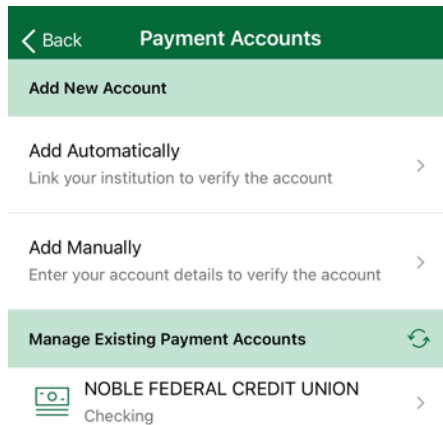 Back
Payment Accounts
Add New Account
Add Automatically
Link your institution to verify the account
Add Manually
Enter your account details to verify the account
Manage Existing Payment Accounts
NOBLE FEDERAL CREDIT UNION
Checking